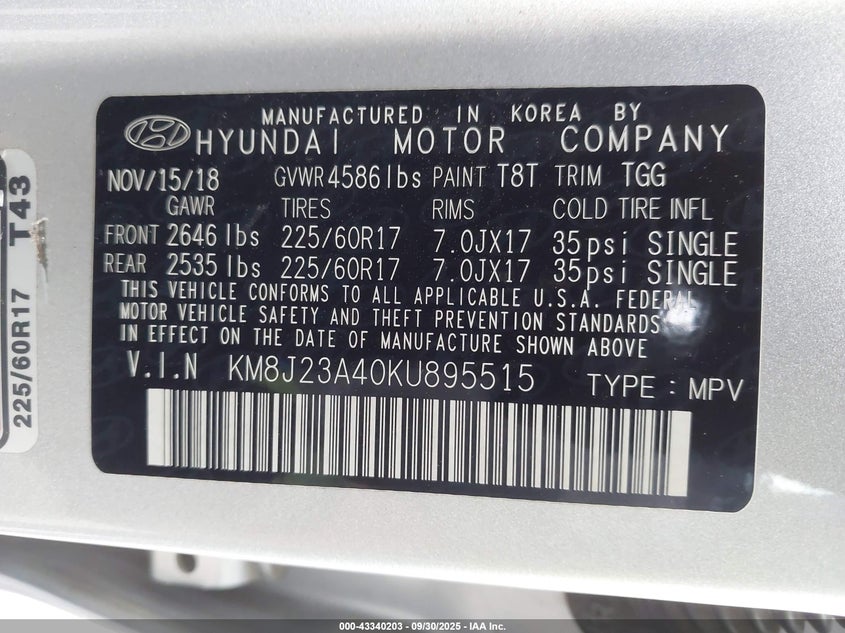 MANUFACTURED IN KOREA BY
HYUNDAI MOTOR COMPANY
NOV/15/18 GVWR 4586 lbs PAINT T8T TRIM TGG
GAWR TIRES RIMS COLD TIRE INFL
FRONT 2646 lbs 225/60R17 7.0JX17 35psi SINGLE
REAR 2535 lbs 225/60R17 7.0JX17 35psi SINGLE
THIS VEHICLE CONFORMS TO ALL APPLICABLE U.S.A. FEDERAL
MOTOR VEHICLE SAFETY AND THEFT PREVENTION STANDARDS
IN EFFECT ON THE DATE OF MANUFACTURE SHOWN ABOVE
V.I.N KM8J23A40KU895515 TYPE : MPV
225/60R17 T43
000-43340203 - 09/30/2025 - IAA Inc.